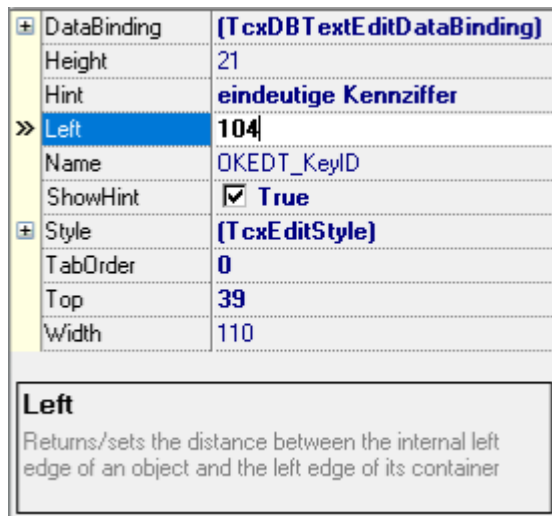 DataBinding (TcxDBTextEditDataBinding)
Height 21
Hint eindeutige Kennziffer
Left 104
Name OKEDT_KeyID
ShowHint True
Style (TcxEditStyle)
TabOrder 0
Top 39
Width 110
Left
Returns/sets the distance between the internal left
edge of an object and the left edge of its container